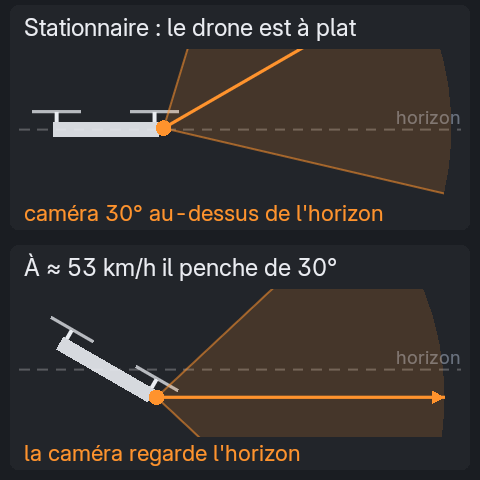 Stationnaire : le drone est à plat
horizon
caméra 30° au-dessus de l'horizon
À ≈ 53 km/h il penche de 30°
horizon
la caméra regarde l'horizon